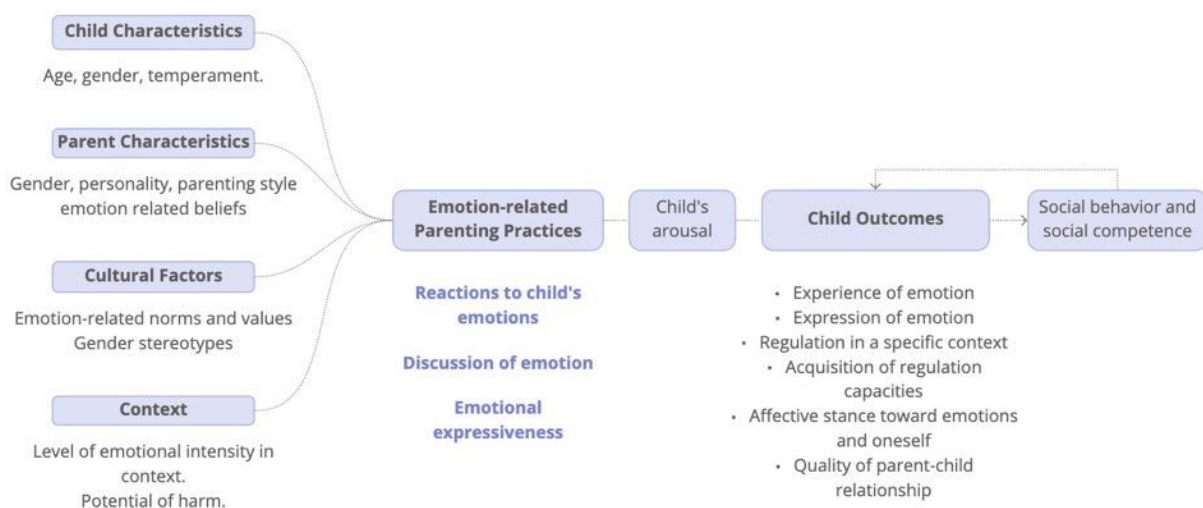 Child Characteristics
Age, gender, temperament.
Parent Characteristics
Gender, personality, parenting style
emotion related beliefs
Cultural Factors
Emotion-related norms and values
Gender stereotypes
Context
Level of emotional intensity in
context.
Potential of harm.
Emotion-related
Parenting Practices
Reactions to child's
emotions
Discussion of emotion
Emotional
expressiveness
Child's
arousal
Child Outcomes
• Experience of emotion
• Expression of emotion
• Regulation in a specific context
• Acquisition of regulation
capacities
• Affective stance toward emotions
and oneself
• Quality of parent-child
relationship
Social behavior and
social competence